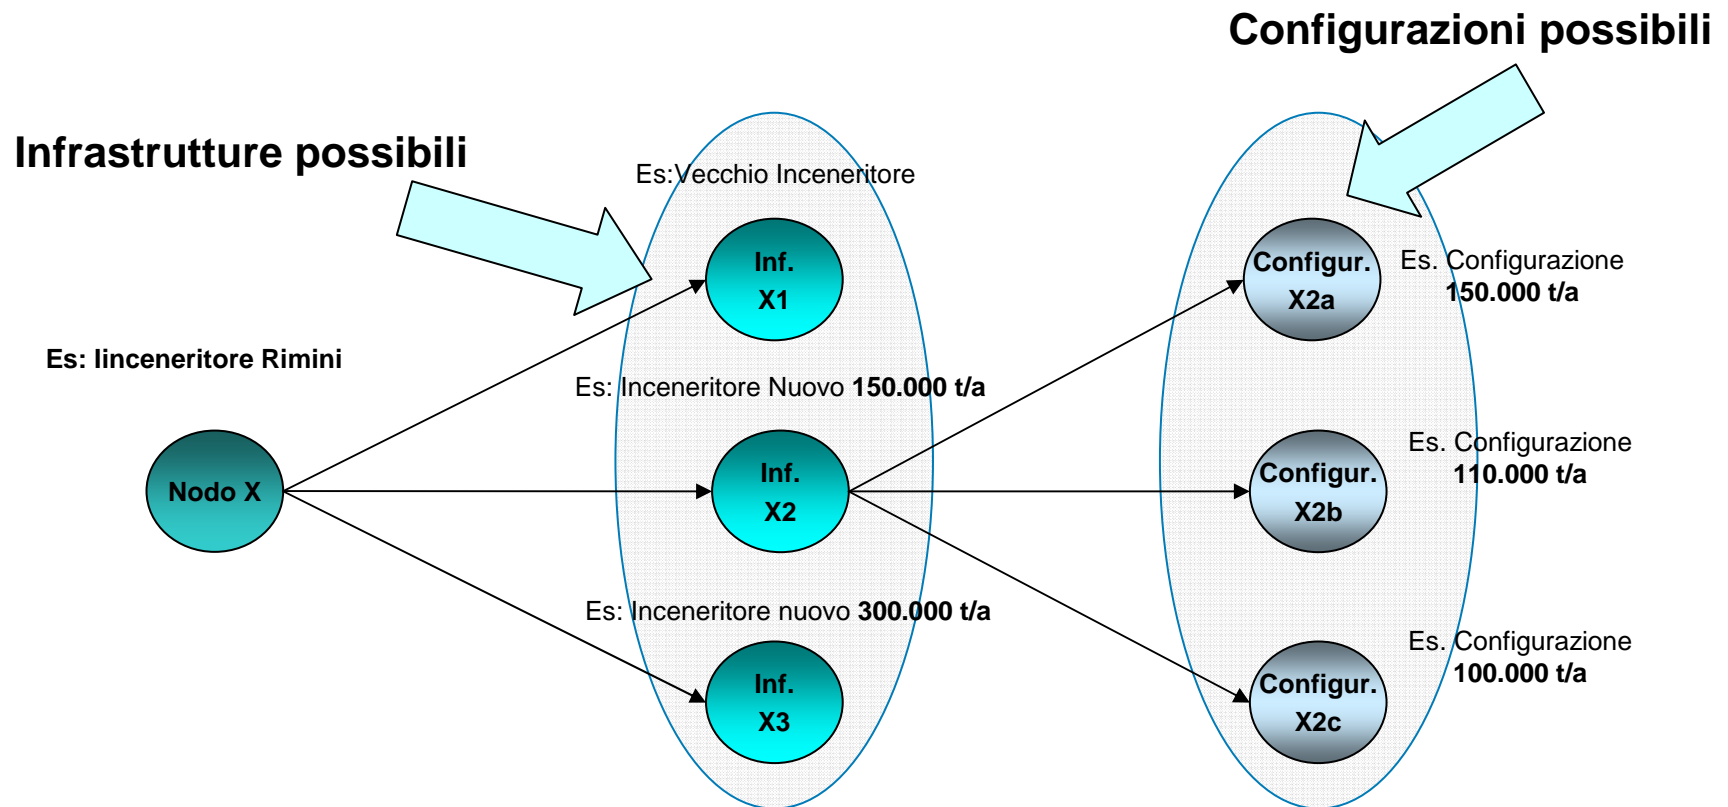 Configurazioni possibili
Infrastrutture possibili
Es:Vecchio Inceneritore
Inf.
X1
Configur.
X2a
Es. Configurazione
150.000 t/a
Es: Iinceneritore Rimini
Es: Inceneritore Nuovo 150.000 t/a
Nodo X
Inf.
X2
Configur.
X2b
Es. Configurazione
110.000 t/a
Es: Inceneritore nuovo 300.000 t/a
Inf.
X3
Configur.
X2c
Es. Configurazione
100.000 t/a